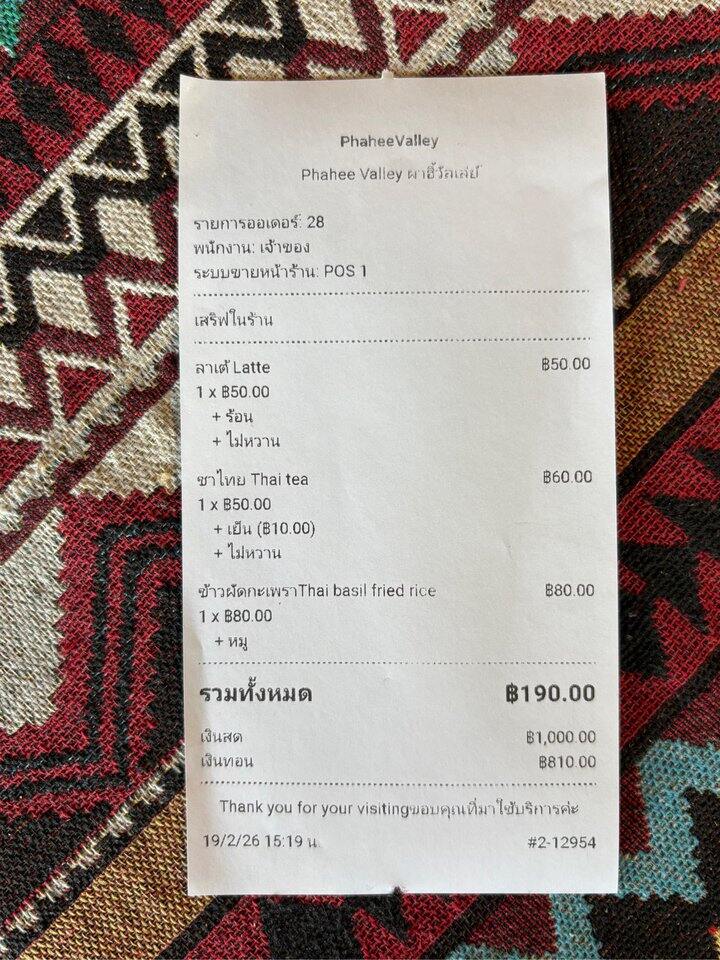 PhaheeValley
Phahee Valley ผาฮี้วัลเล่ย์
รายการออเดอร์: 28
พนักงาน: เจ้าของ
ระบบขายหน้าร้าน: POS 1
เสริฟในร้าน
ลาเต้ Latte ฿50.00
1 x ฿50.00
+ ร้อน
+ ไม่หวาน
ชาไทย Thai tea ฿60.00
1 x ฿50.00
+ เย็น (฿10.00)
+ ไม่หวาน
ข้าวผัดกะเพราThai basil fried rice ฿80.00
1 x ฿80.00
+ หมู
รวมทั้งหมด ฿190.00
เงินสด ฿1,000.00
เงินทอน ฿810.00
Thank you for your visitingขอบคุณที่มาใช้บริการค่ะ
19/2/26 15:19 น. #2-12954